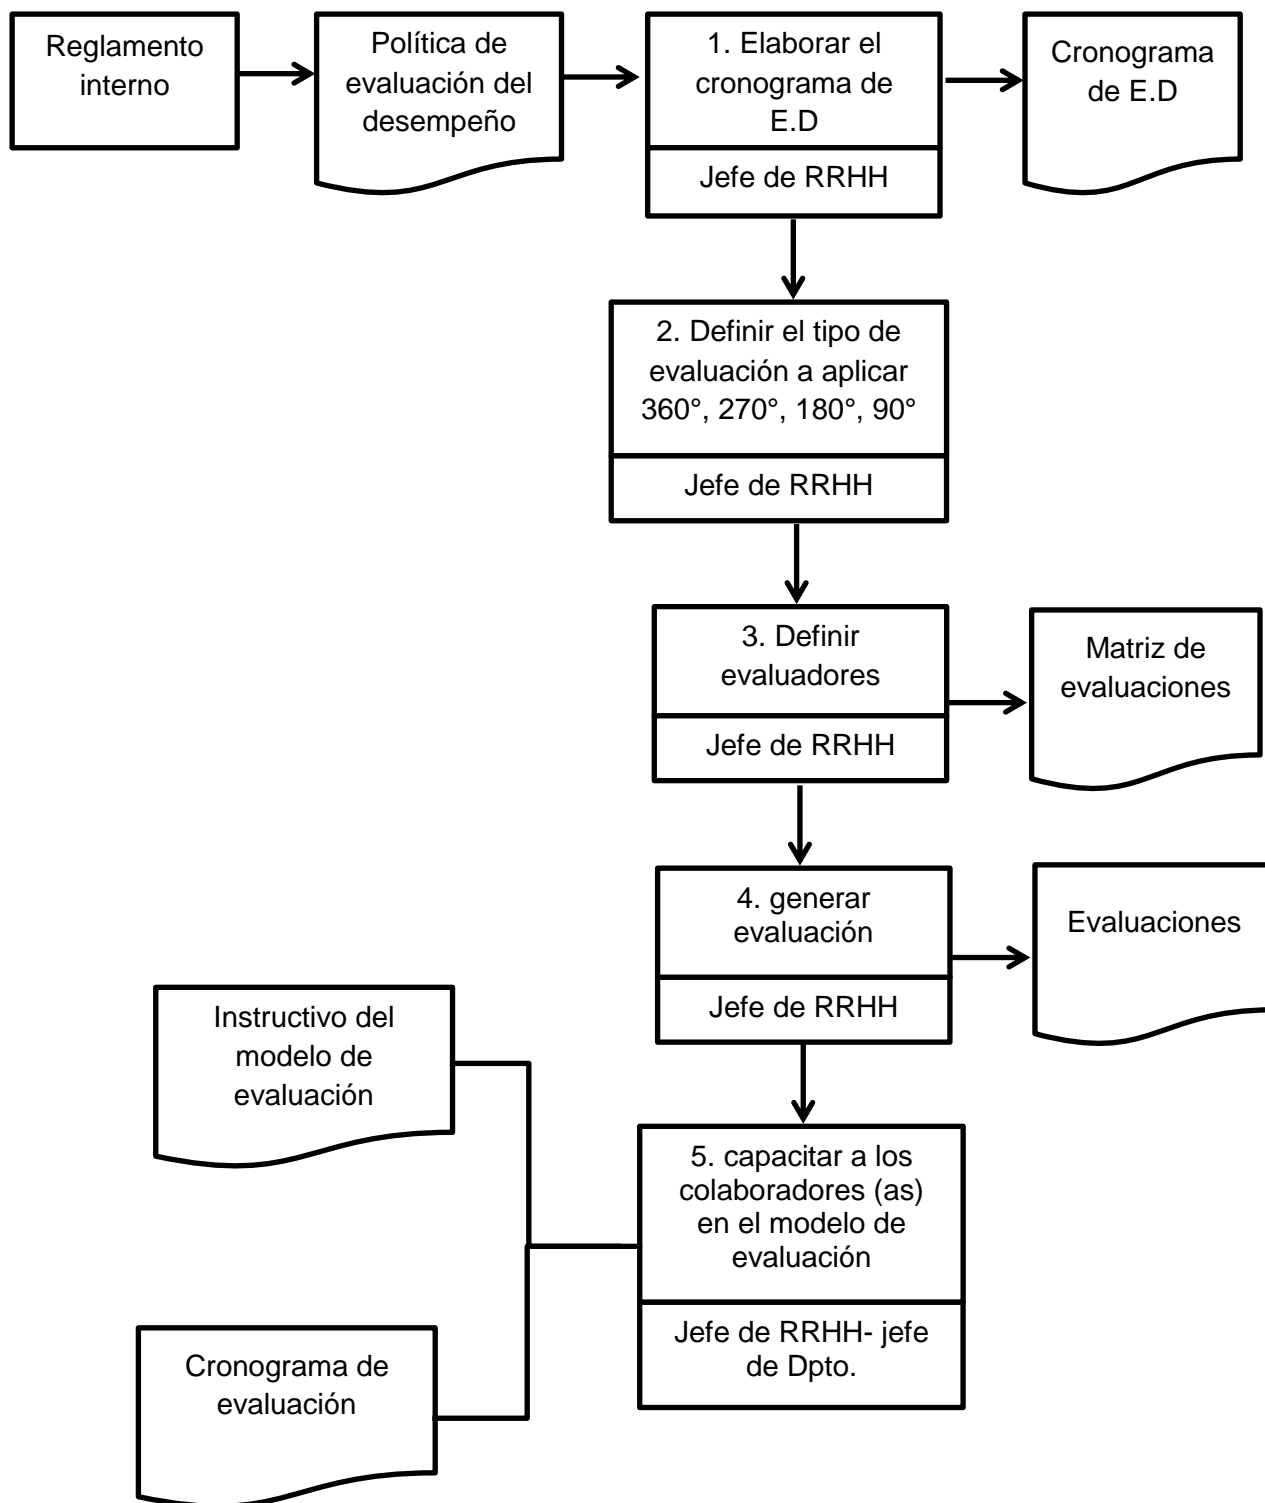 Reglamento
interno
Política de
evaluación del
desempeño
1. Elaborar el
cronograma de
E.D
Jefe de RRHH
Cronograma
de E.D
2. Definir el tipo de
evaluación a aplicar
360°, 270°, 180°, 90°
Jefe de RRHH
3. Definir
evaluadores
Jefe de RRHH
Matriz de
evaluaciones
4. generar
evaluación
Jefe de RRHH
Evaluaciones
Instructivo del
modelo de
evaluación
5. capacitar a los
colaboradores (as)
en el modelo de
evaluación
Jefe de RRHH- jefe
de Dpto.
Cronograma de
evaluación